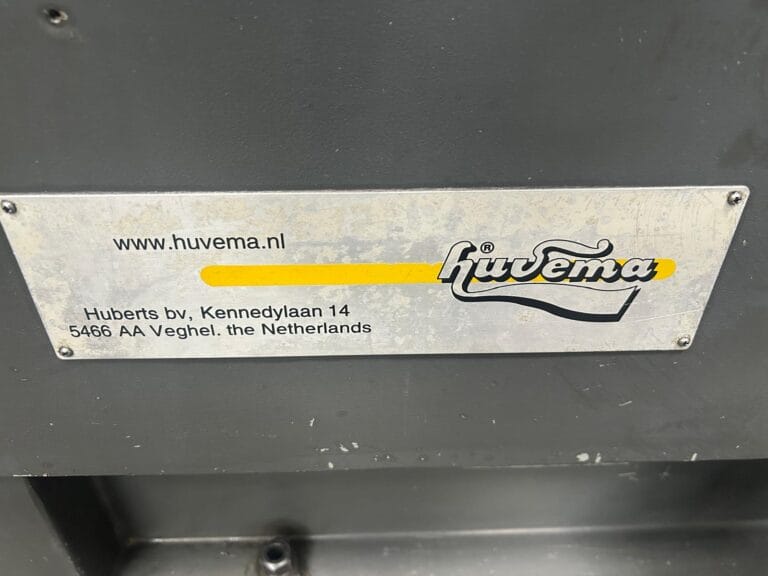 www.huvema.nl
huvema®
Huberts bv, Kennedylaan 14
5466 AA Veghel. the Netherlands